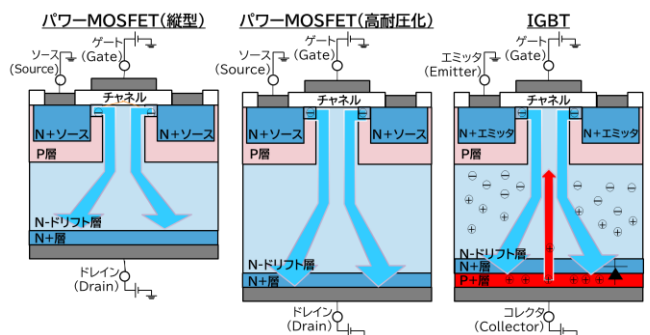 パワーMOSFET(縦型)
ゲート
(Gate)
ソース
(Source)
チャネル
N+ソース
N+ソース
P層
N-ドリフト層
N+層
ドレイン
(Drain)
パワーMOSFET(高耐圧化)
ゲート
(Gate)
ソース
(Source)
チャネル
N+ソース
N+ソース
P層
N-ドリフト層
N+層
ドレイン
(Drain)
IGBT
ゲート
(Gate)
エミッタ
(Emitter)
チャネル
N+エミッタ
N+エミッタ
P層
N-ドリフト層
N+層
P+層
コレクタ
(Collector)